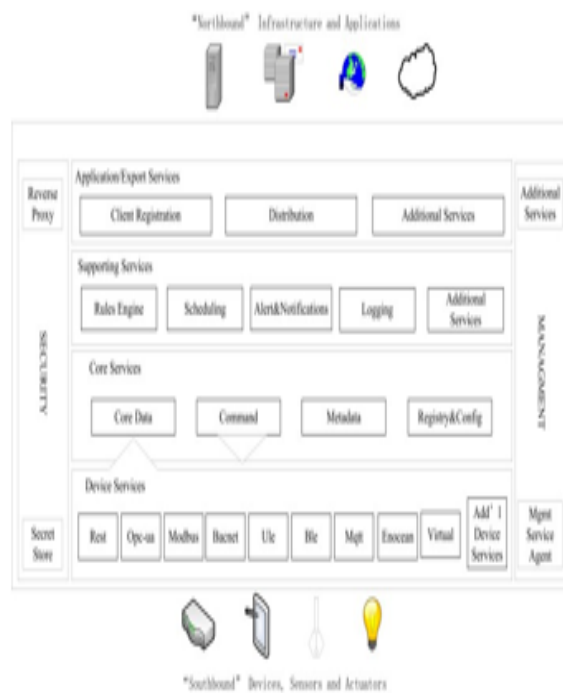 “Northbound” Infrastructure and Applications
Reverse
Proxy
SECURITY
Secret
Store
Application/Export Services
Client Registration
Distribution
Additional Services
Supporting Services
Rules Engine
Scheduling
Alert&Notifications
Logging
Additional
Services
Core Services
Core Data
Command
Metadata
Registry&Config
Device Services
Rest
Opc-ua
Modbus
Bacnet
Ule
Ble
Mqtt
Enocean
Virtual
Add’l
Device
Services
Additional
Services
MANAGMENT
Mgmt
Service
Agent
“Southbound” Devices, Sensors and Actuators